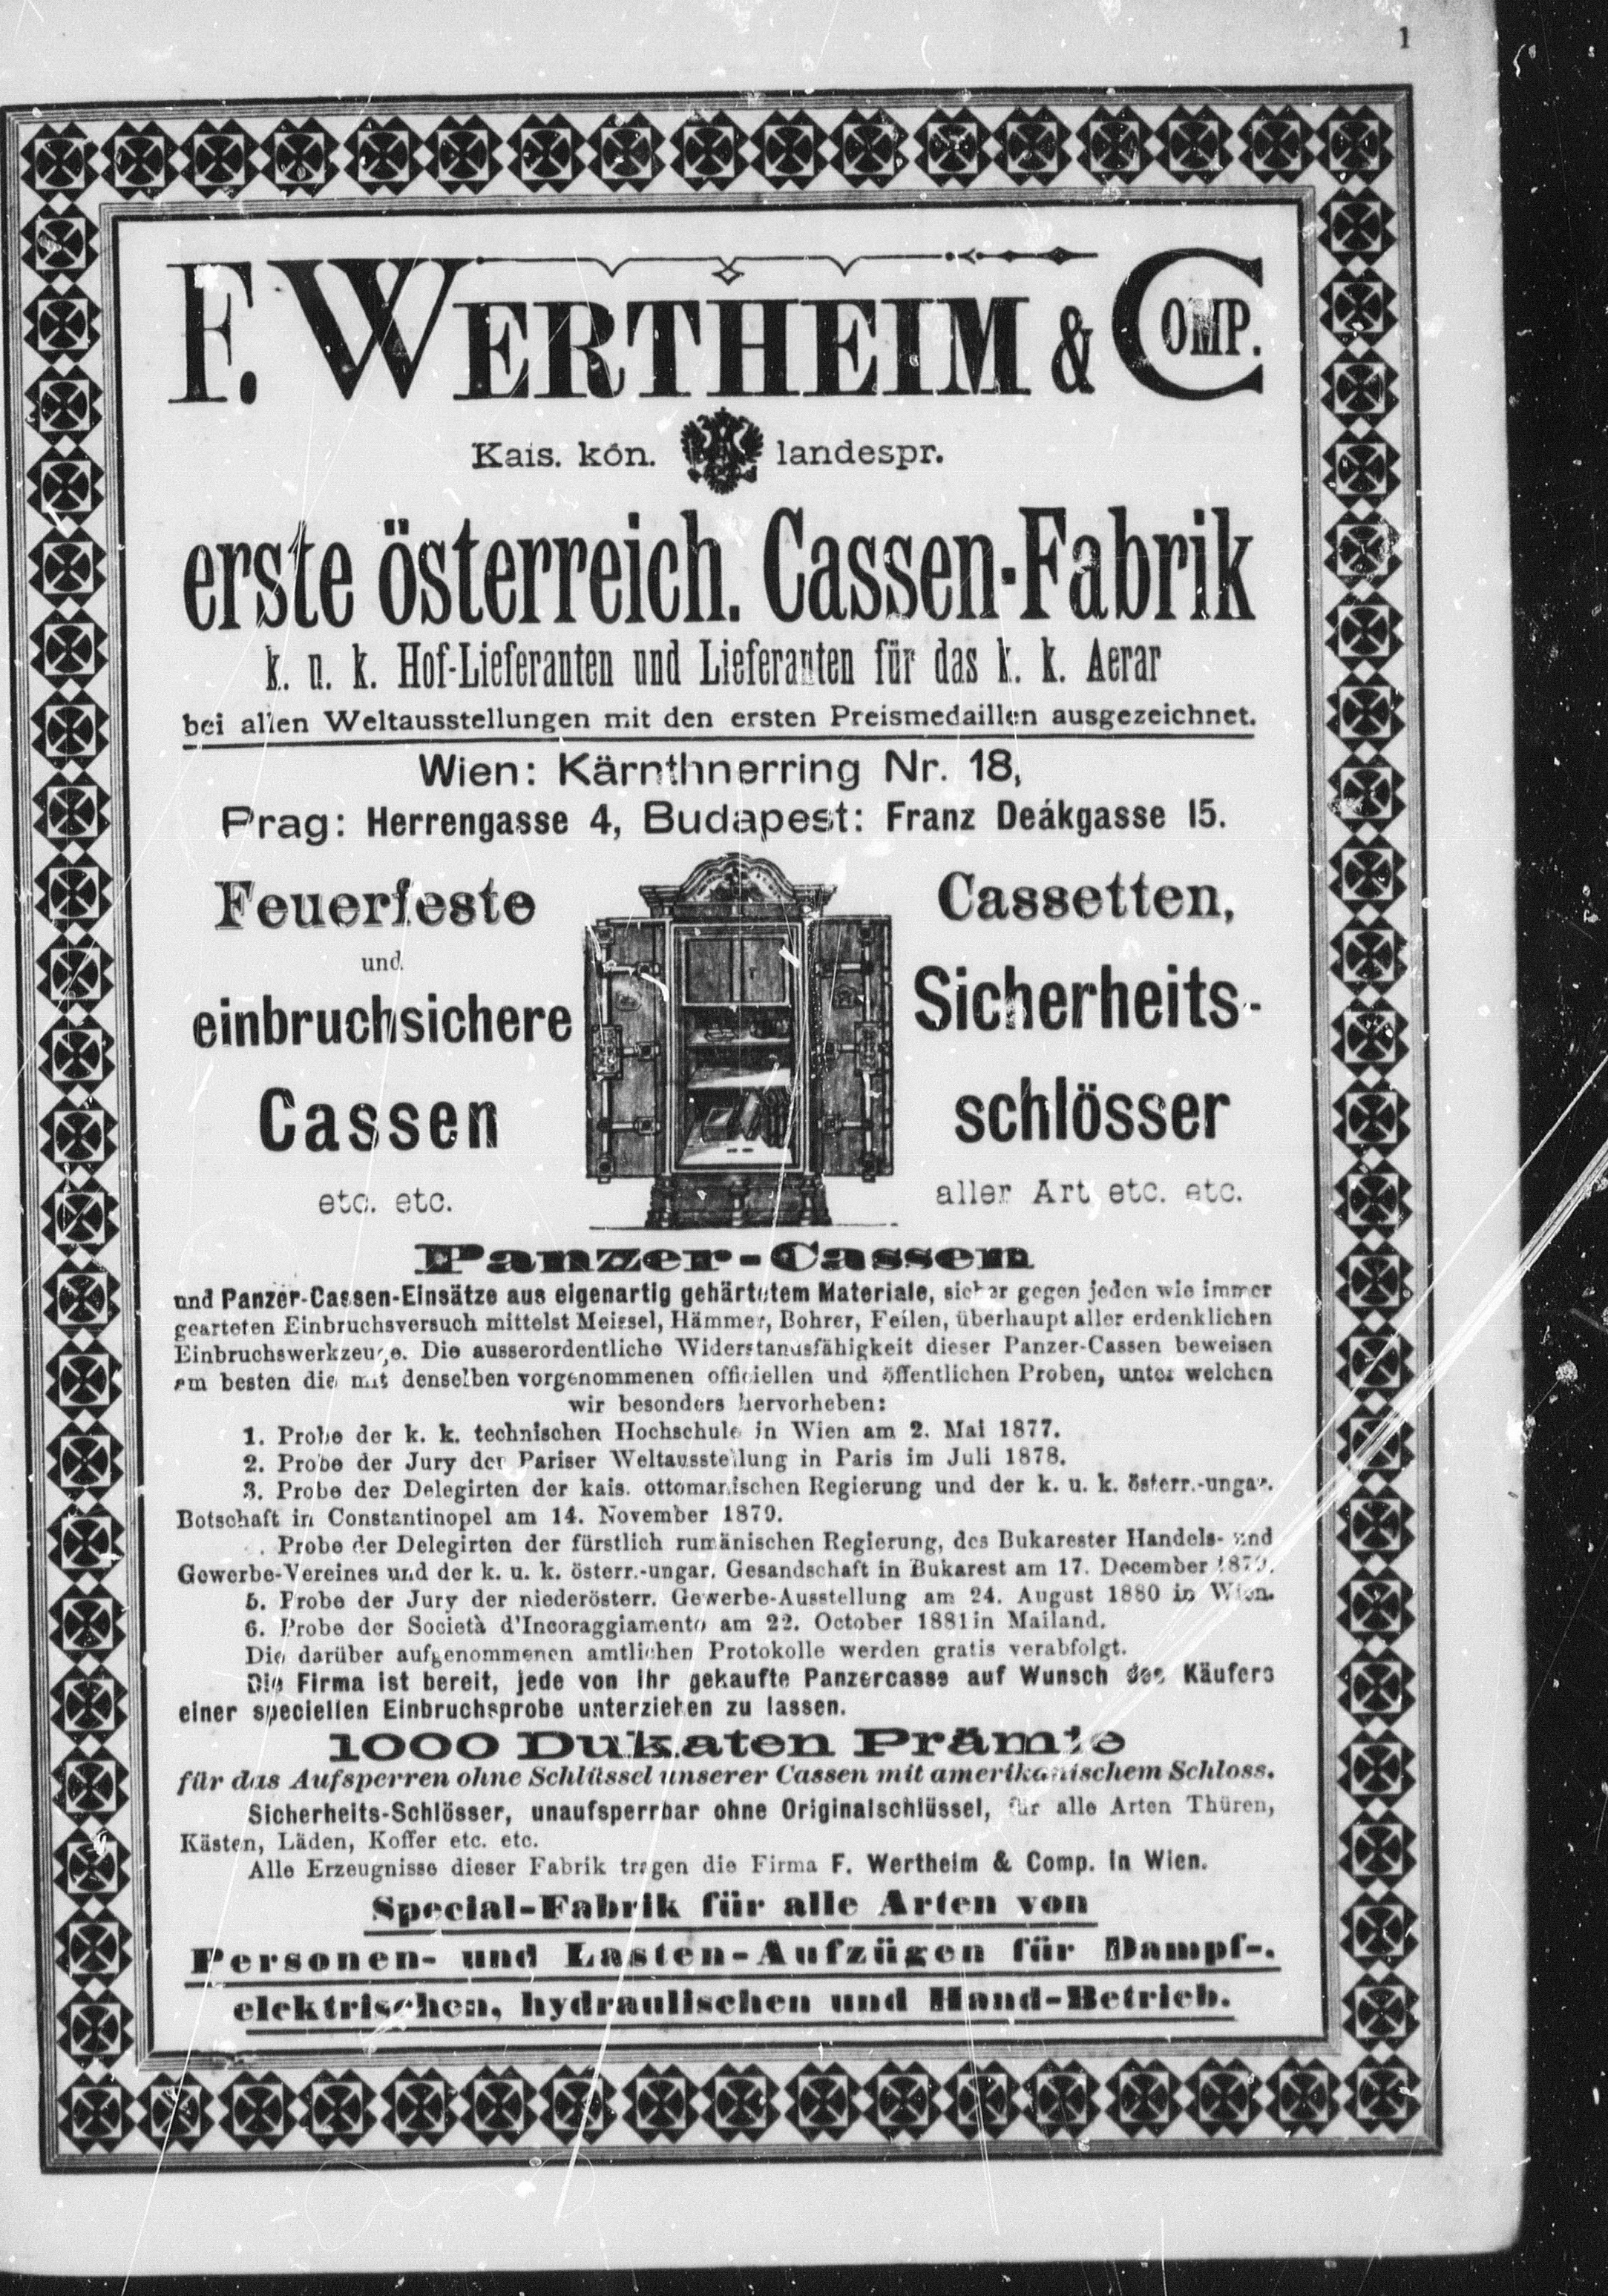 1
F. WERTHEIM & COMP.
Kais. kön. landespr.
erste österreich. Cassen-Fabrik
k. u. k. Hof-Lieferanten und Lieferanten für das k. k. Aerar
bei allen Weltausstellungen mit den ersten Preismedaillen ausgezeichnet.
Wien: Kärnthnerring Nr. 18,
Prag: Herrengasse 4, Budapest: Franz Deákgasse 15.
Feuerfeste
und
einbruchsichere
Cassen
etc. etc.
Cassetten,
Sicherheits-
schlösser
aller Art etc. etc.
Panzer-Cassen
und Panzer-Cassen-Einsätze aus eigenartig gehärtetem Materiale, sicher gegen jeden wie immer
gearteten Einbruchsversuch mittelst Meissel, Hämmer, Bohrer, Feilen, überhaupt aller erdenklichen
Einbruchswerkzeuge. Die ausserordentliche Widerstandsfähigkeit dieser Panzer-Cassen beweisen
am besten die mit denselben vorgenommenen officiellen und öffentlichen Proben, unter welchen
wir besonders hervorheben:
1. Probe der k. k. technischen Hochschule in Wien am 2. Mai 1877.
2. Probe der Jury der Pariser Weltausstellung in Paris im Juli 1878.
3. Probe der Delegirten der kais. ottomanischen Regierung und der k. u. k. österr.-ungar.
Botschaft in Constantinopel am 14. November 1879.
. Probe der Delegirten der fürstlich rumänischen Regierung, des Bukarester Handels- und
Gewerbe-Vereines und der k. u. k. österr.-ungar. Gesandschaft in Bukarest am 17. December 1879.
5. Probe der Jury der niederösterr. Gewerbe-Ausstellung am 24. August 1880 in Wien.
6. Probe der Società d'Incoraggiamento am 22. October 1881 in Mailand.
Die darüber aufgenommenen amtlichen Protokolle werden gratis verabfolgt.
Die Firma ist bereit, jede von ihr gekaufte Panzercasse auf Wunsch des Käufers
einer speciellen Einbruchsprobe unterziehen zu lassen.
1000 Dukaten Prämie
für das Aufsperren ohne Schlüssel unserer Cassen mit amerikanischem Schloss.
Sicherheits-Schlösser, unaufsperrbar ohne Originalschlüssel, für alle Arten Thüren,
Kästen, Läden, Koffer etc. etc.
Alle Erzeugnisse dieser Fabrik tragen die Firma F. Wertheim & Comp. in Wien.
Special-Fabrik für alle Arten von
Personen- und Lasten-Aufzügen für Dampf-,
elektrischen, hydraulischen und Hand-Betrieb.